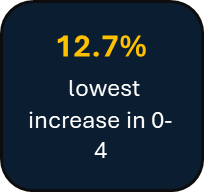 12.7%
lowest
increase in 0-
4